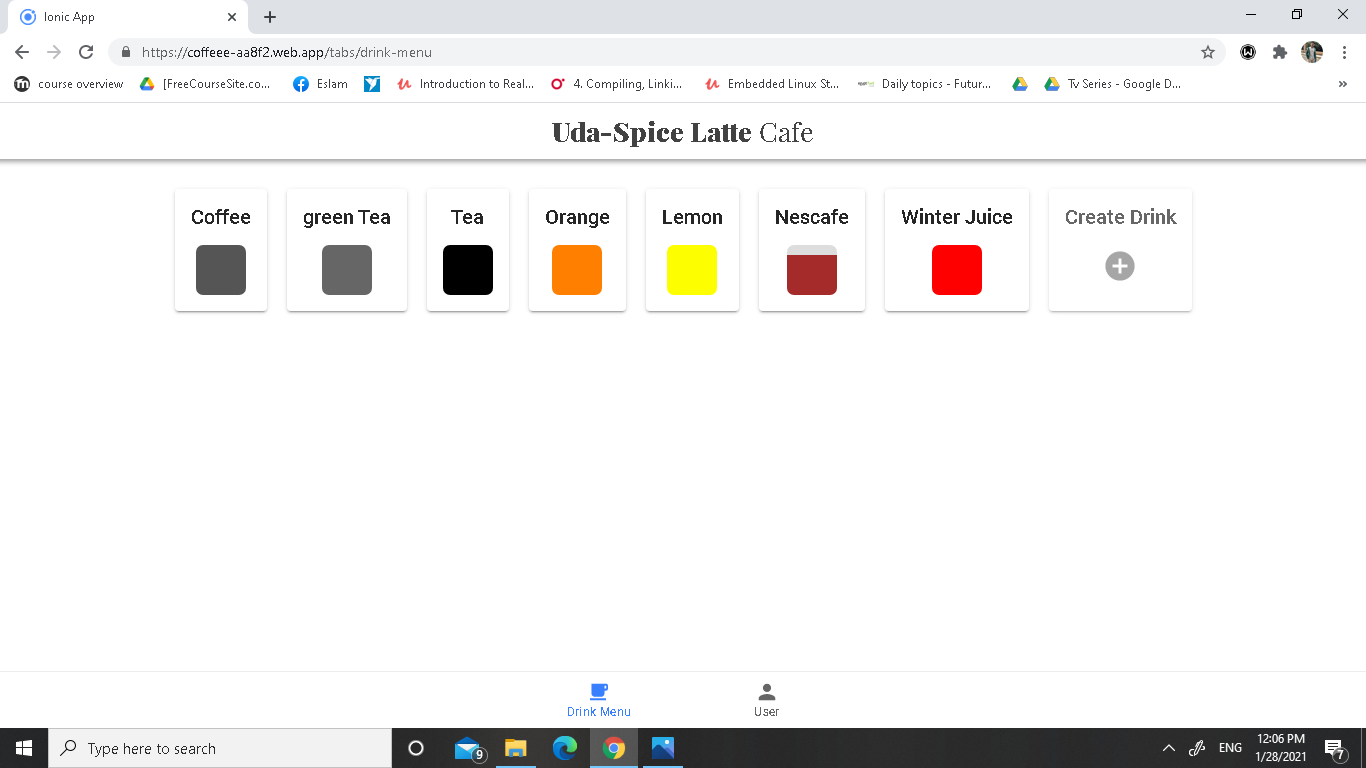 Ionic App
https://coffeee-aa8f2.web.app/tabs/drink-menu
course overview [FreeCourseSite.co... Eslam Introduction to Real... 4. Compiling, Linki... Embedded Linux St... Daily topics - Futur... Tv Series - Google D... »
Uda-Spice Latte Cafe
Coffee green Tea Tea Orange Lemon Nescafe Winter Juice Create Drink
Drink Menu User
Type here to search
9
ENG
12:06 PM
1/28/2021
7